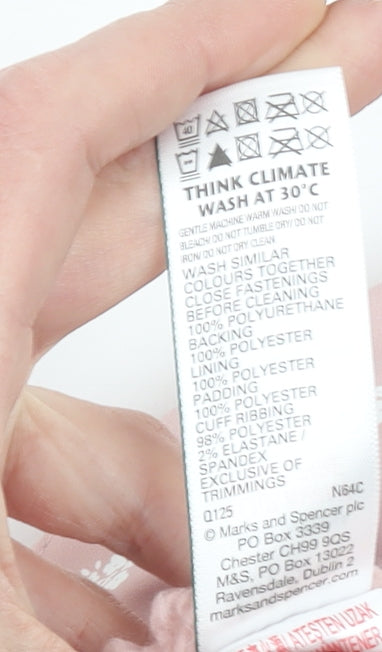 40
THINK CLIMATE
WASH AT 30°C
GENTLE MACHINE WARM WASH/ DO NOT
BLEACH/ DO NOT TUMBLE DRY/ DO NOT
IRON/ DO NOT DRY CLEAN
WASH SIMILAR
COLOURS TOGETHER
CLOSE FASTENINGS
BEFORE CLEANING
100% POLYURETHANE
BACKING
100% POLYESTER
LINING
100% POLYESTER
PADDING
100% POLYESTER
CUFF RIBBING
98% POLYESTER
2% ELASTANE /
SPANDEX
EXCLUSIVE OF
TRIMMINGS
Q125 N64C
© Marks and Spencer plc
PO Box 3339
Chester CH99 9QS
M&S, PO Box 13022
Ravensdale, Dublin 2
marksandspencer.com
ATEŞTEN UZAK